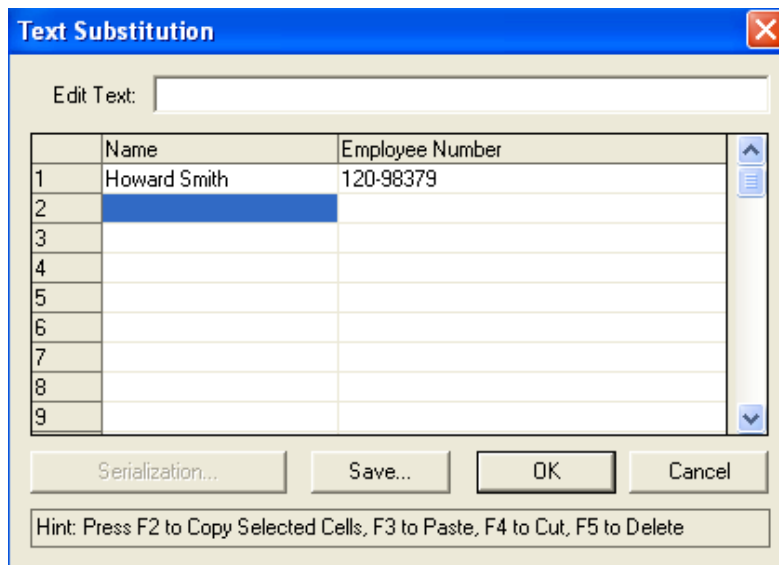 Text Substitution
Edit Text:
Name Employee Number
1 Howard Smith 120-98379
2
3
4
5
6
7
8
9
Serialization... Save... OK Cancel
Hint: Press F2 to Copy Selected Cells, F3 to Paste, F4 to Cut, F5 to Delete